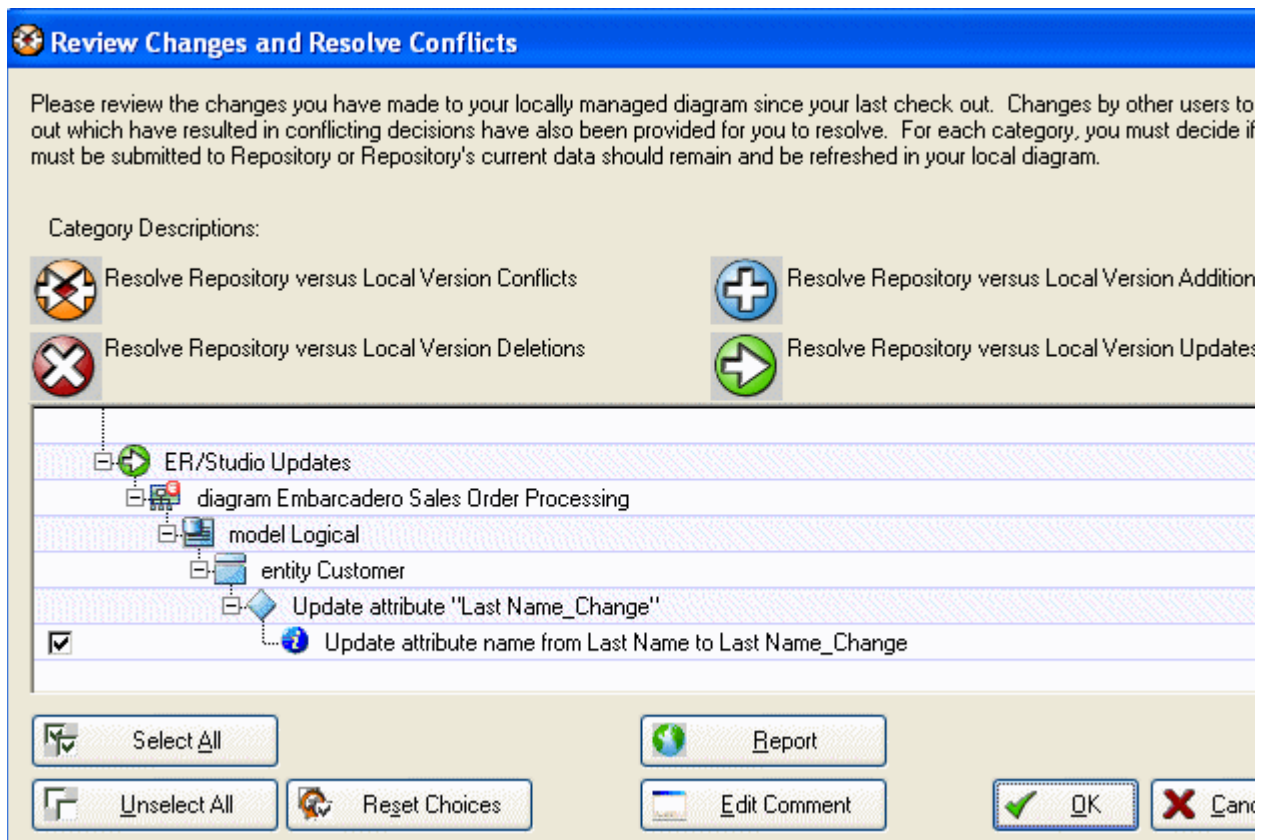 Review Changes and Resolve Conflicts
Please review the changes you have made to your locally managed diagram since your last check out. Changes by other users to
out which have resulted in conflicting decisions have also been provided for you to resolve. For each category, you must decide if
must be submitted to Repository or Repository's current data should remain and be refreshed in your local diagram.
Category Descriptions:
Resolve Repository versus Local Version Conflicts
Resolve Repository versus Local Version Addition
Resolve Repository versus Local Version Deletions
Resolve Repository versus Local Version Updates
ER/Studio Updates
diagram Embarcadero Sales Order Processing
model Logical
entity Customer
Update attribute "Last Name_Change"
Update attribute name from Last Name to Last Name_Change
Select All
Report
Unselect All
Reset Choices
Edit Comment
OK
Canc